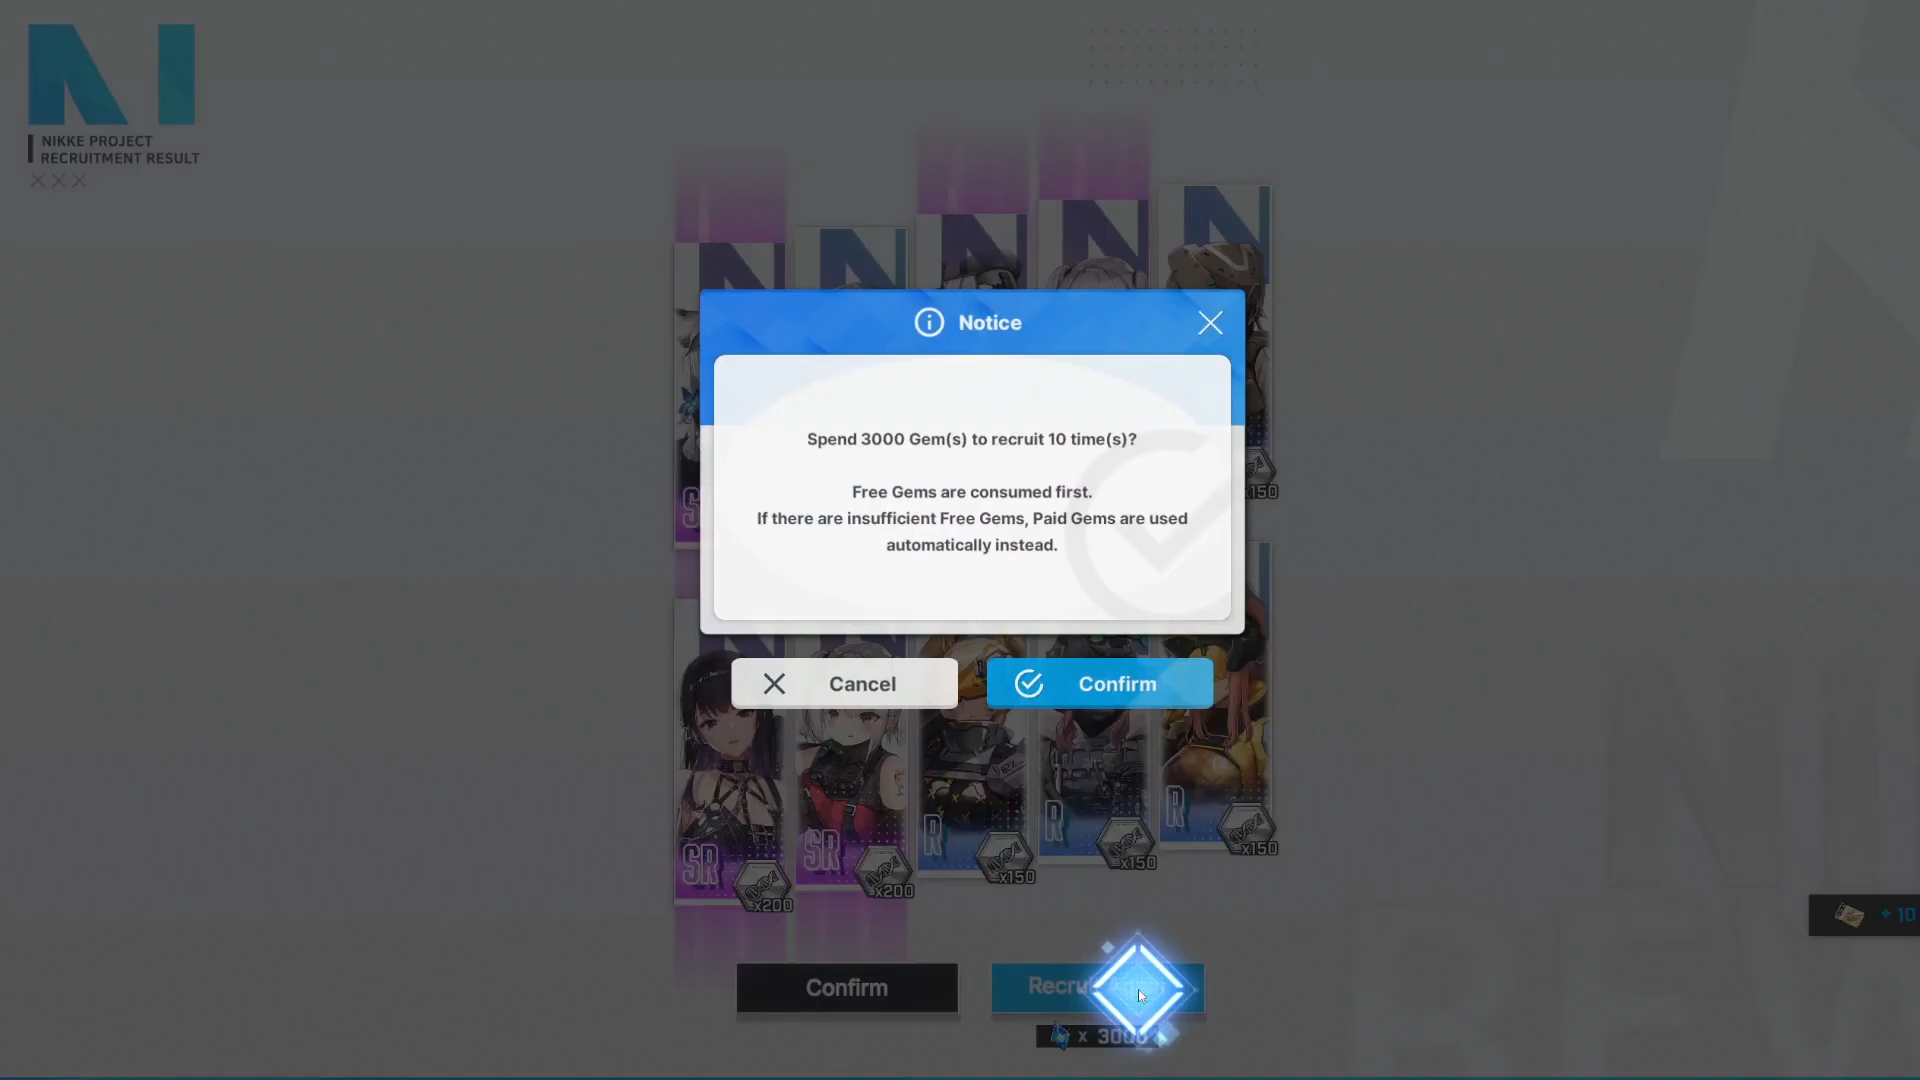 NIKKE PROJECT
RECRUITMENT RESULT
Notice
Spend 3000 Gem(s) to recruit 10 time(s)?
Free Gems are consumed first.
If there are insufficient Free Gems, Paid Gems are used
automatically instead.
x150
Cancel
Confirm
SR
SR
R
R
R
x200
x200
x150
x150
x150
+ 10
Confirm
x 3000